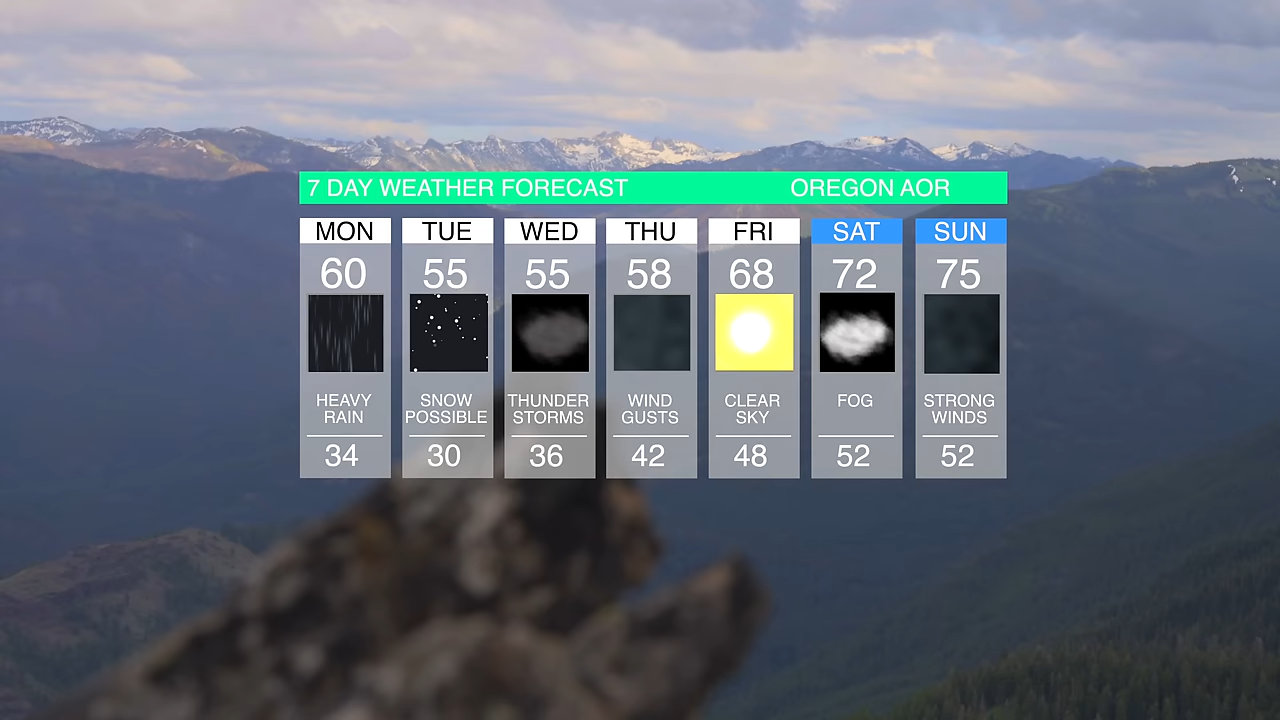 7 DAY WEATHER FORECAST OREGON AOR
MON TUE WED THU FRI SAT SUN
60 55 55 58 68 72 75
HEAVY RAIN
SNOW POSSIBLE
THUNDER STORMS
WIND GUSTS
CLEAR SKY
FOG
STRONG WINDS
34 30 36 42 48 52 52